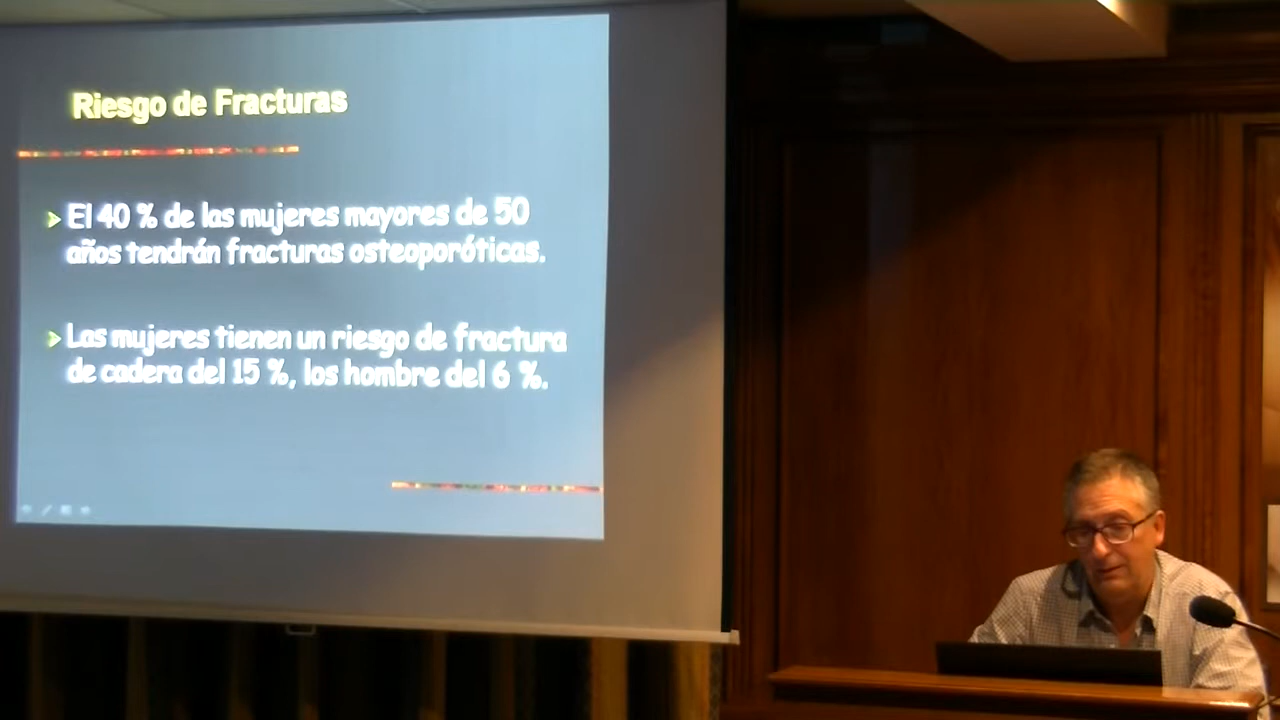 Riesgo de Fracturas
El 40 % de las mujeres mayores de 50
años tendrán fracturas osteoporóticas.
Las mujeres tienen un riesgo de fractura
de cadera del 15 %, los hombre del 6 %.